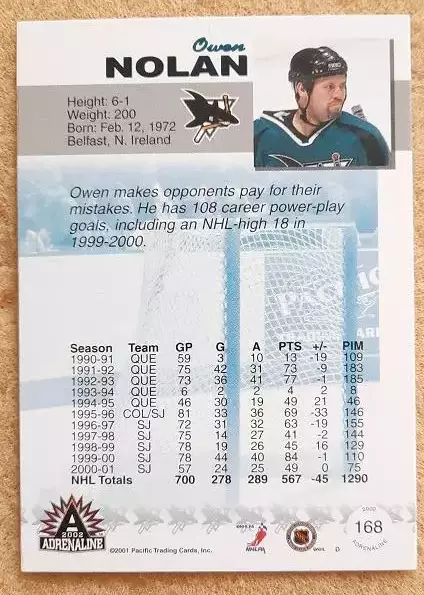 Owen
NOLAN
Height: 6-1
Weight: 200
Born: Feb. 12, 1972
Belfast, N. Ireland
Owen makes opponents pay for their
mistakes. He has 108 career power-play
goals, including an NHL-high 18 in
1999-2000.
Season Team GP G A PTS +/- PIM
1990-91 QUE 59 3 10 13 -19 109
1991-92 QUE 75 42 31 73 -9 183
1992-93 QUE 73 36 41 77 -1 185
1993-94 QUE 6 2 2 4 2 8
1994-95 QUE 46 30 19 49 21 46
1995-96 COL/SJ 81 33 36 69 -33 146
1996-97 SJ 72 31 32 63 -19 155
1997-98 SJ 75 14 27 41 -2 144
1998-99 SJ 78 19 26 45 16 129
1999-00 SJ 78 44 40 84 -1 110
2000-01 SJ 57 24 25 49 0 75
NHL Totals 700 278 289 567 -45 1290
A
2002
ADRENALINE
©2001 Pacific Trading Cards, Inc.
NHLPA
2002
168
ADRENALINE